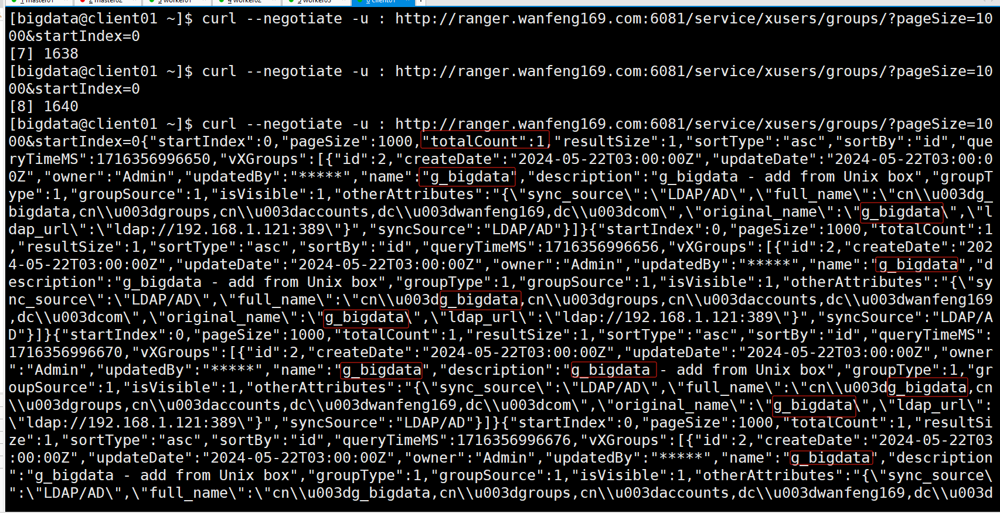 1 master01
2 master02
3 worker01
4 worker02
5 worker03
6 client01
[bigdata@client01 ~]$ curl --negotiate -u : http://ranger.wanfeng169.com:6081/service/xusers/groups/?pageSize=10
00&startIndex=0
[7] 1638
[bigdata@client01 ~]$ curl --negotiate -u : http://ranger.wanfeng169.com:6081/service/xusers/groups/?pageSize=10
00&startIndex=0
[8] 1640
[bigdata@client01 ~]$ curl --negotiate -u : http://ranger.wanfeng169.com:6081/service/xusers/groups/?pageSize=10
00&startIndex=0{"startIndex":0,"pageSize":1000,"totalCount":1,"resultSize":1,"sortType":"asc","sortBy":"id","que
ryTimeMS":1716356996650,"vXGroups":[{"id":2,"createDate":"2024-05-22T03:00:00Z","updateDate":"2024-05-22T03:00:0
0Z","owner":"Admin","updatedBy":"*****","name":"g_bigdata","description":"g_bigdata - add from Unix box","groupT
ype":1,"groupSource":1,"isVisible":1,"otherAttributes":"{\"sync_source\":\"LDAP/AD\",\"full_name\":\"cn\\u003dg_
bigdata,cn\\u003dgroups,cn\\u003daccounts,dc\\u003dwanfeng169,dc\\u003dcom\",\"original_name\":\"g_bigdata\",\"l
dap_url\":\"ldap://192.168.1.121:389\"}","syncSource":"LDAP/AD"}]}{"startIndex":0,"pageSize":1000,"totalCount":1
,"resultSize":1,"sortType":"asc","sortBy":"id","queryTimeMS":1716356996656,"vXGroups":[{"id":2,"createDate":"202
4-05-22T03:00:00Z","updateDate":"2024-05-22T03:00:00Z","owner":"Admin","updatedBy":"*****","name":"g_bigdata","d
escription":"g_bigdata - add from Unix box","groupType":1,"groupSource":1,"isVisible":1,"otherAttributes":"{\"sy
nc_source\":\"LDAP/AD\",\"full_name\":\"cn\\u003dg_bigdata,cn\\u003dgroups,cn\\u003daccounts,dc\\u003dwanfeng169
,dc\\u003dcom\",\"original_name\":\"g_bigdata\",\"ldap_url\":\"ldap://192.168.1.121:389\"}","syncSource":"LDAP/A
D"}]}{"startIndex":0,"pageSize":1000,"totalCount":1,"resultSize":1,"sortType":"asc","sortBy":"id","queryTimeMS":
1716356996670,"vXGroups":[{"id":2,"createDate":"2024-05-22T03:00:00Z","updateDate":"2024-05-22T03:00:00Z","owner
":"Admin","updatedBy":"*****","name":"g_bigdata","description":"g_bigdata - add from Unix box","groupType":1,"gr
oupSource":1,"isVisible":1,"otherAttributes":"{\"sync_source\":\"LDAP/AD\",\"full_name\":\"cn\\u003dg_bigdata,cn
\\u003dgroups,cn\\u003daccounts,dc\\u003dwanfeng169,dc\\u003dcom\",\"original_name\":\"g_bigdata\",\"ldap_url\":
\"ldap://192.168.1.121:389\"}","syncSource":"LDAP/AD"}]}{"startIndex":0,"pageSize":1000,"totalCount":1,"resultSi
ze":1,"sortType":"asc","sortBy":"id","queryTimeMS":1716356996676,"vXGroups":[{"id":2,"createDate":"2024-05-22T03
:00:00Z","updateDate":"2024-05-22T03:00:00Z","owner":"Admin","updatedBy":"*****","name":"g_bigdata","description
":"g_bigdata - add from Unix box","groupType":1,"groupSource":1,"isVisible":1,"otherAttributes":"{\"sync_source\
":\"LDAP/AD\",\"full_name\":\"cn\\u003dg_bigdata,cn\\u003dgroups,cn\\u003daccounts,dc\\u003dwanfeng169,dc\\u003d